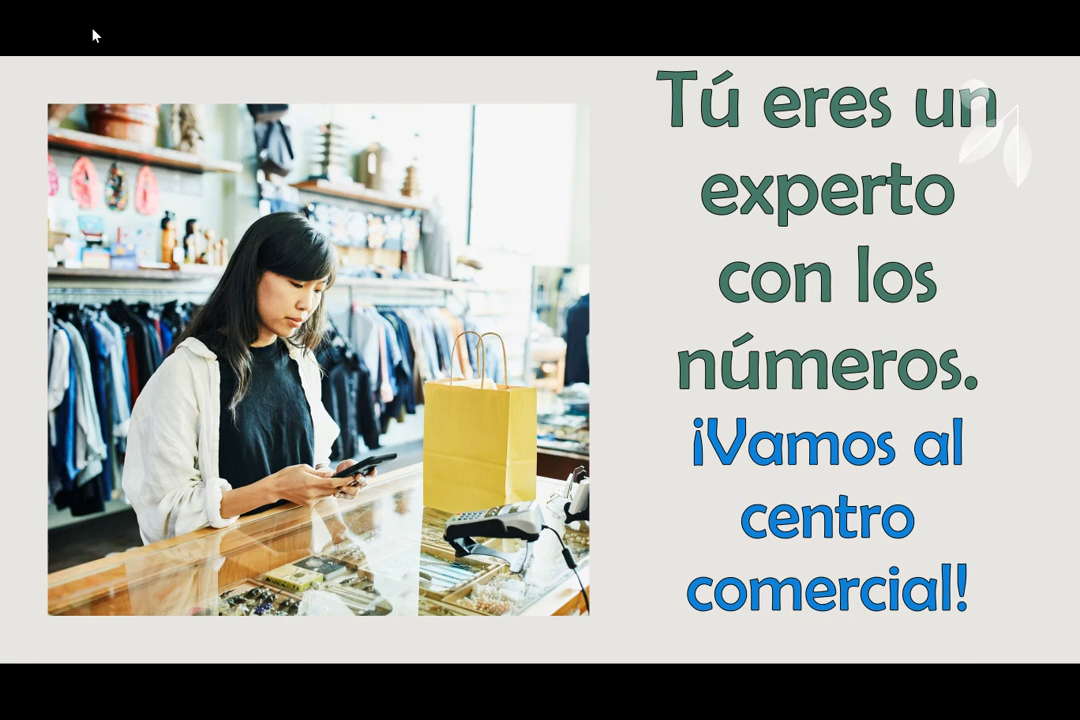 Tú eres un
experto
con los
números.
¡Vamos al
centro
comercial!